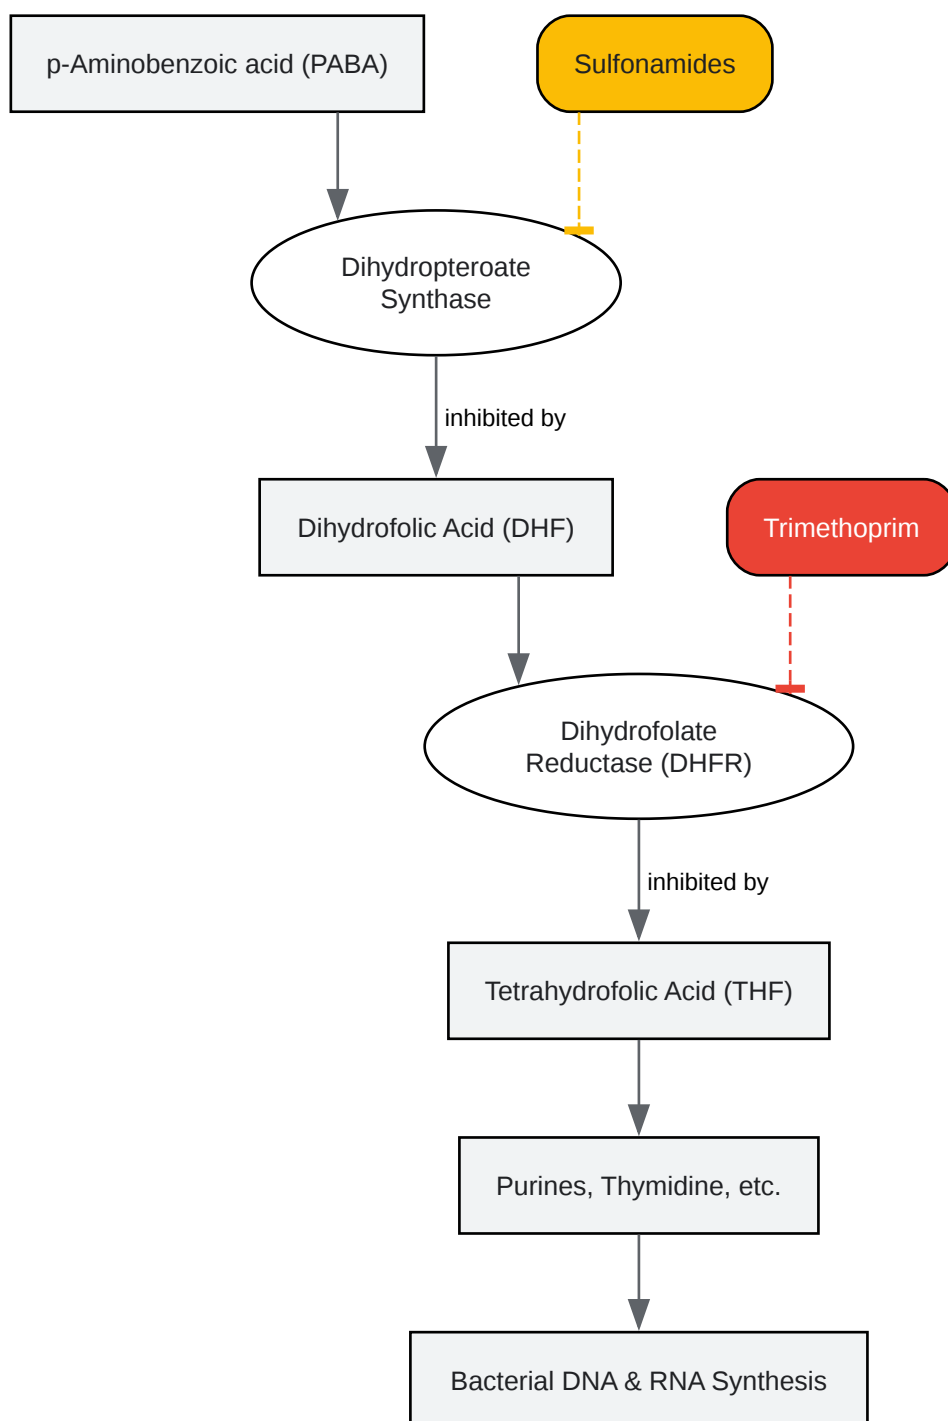 p-Aminobenzoic acid (PABA)
Sulfonamides
Dihydropteroate
Synthase
inhibited by
Dihydrofolic Acid (DHF)
Trimethoprim
Dihydrofolate
Reductase (DHFR)
inhibited by
Tetrahydrofolic Acid (THF)
Purines, Thymidine, etc.
Bacterial DNA & RNA Synthesis